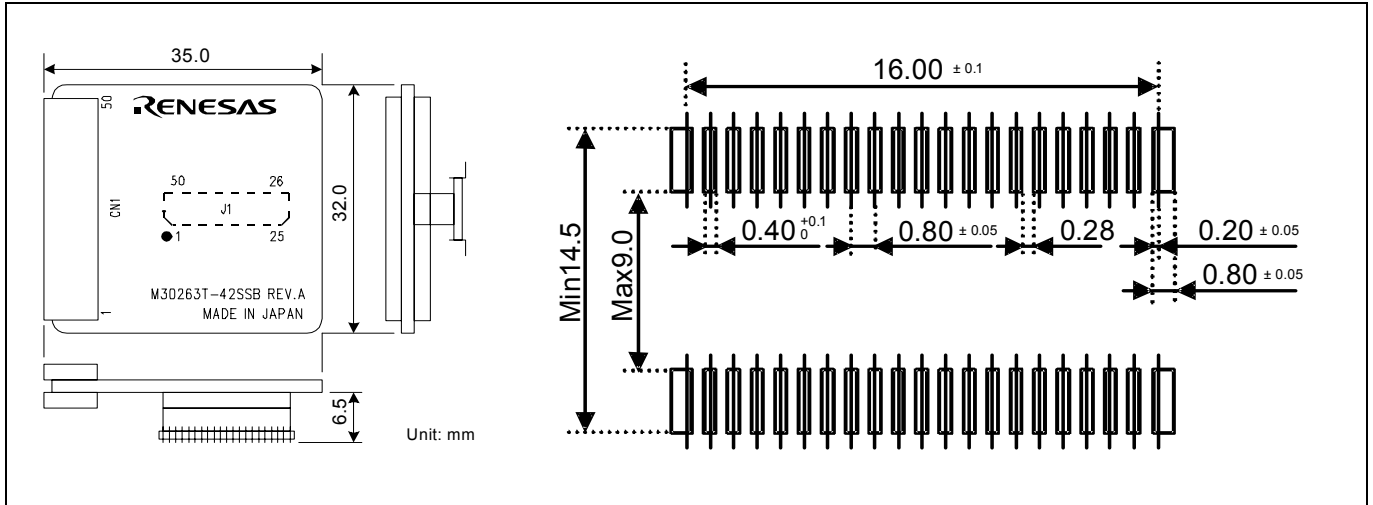 35.0
50
RENESAS
50 26
CN1
J1
32.0
1 25
M30263T-42SSB REV.A
MADE IN JAPAN
1
6.5
Unit: mm
16.00 ± 0.1
Min14.5
Max9.0
0.40 +0.1 0
0.80 ± 0.05
0.28
0.20 ± 0.05
0.80 ± 0.05